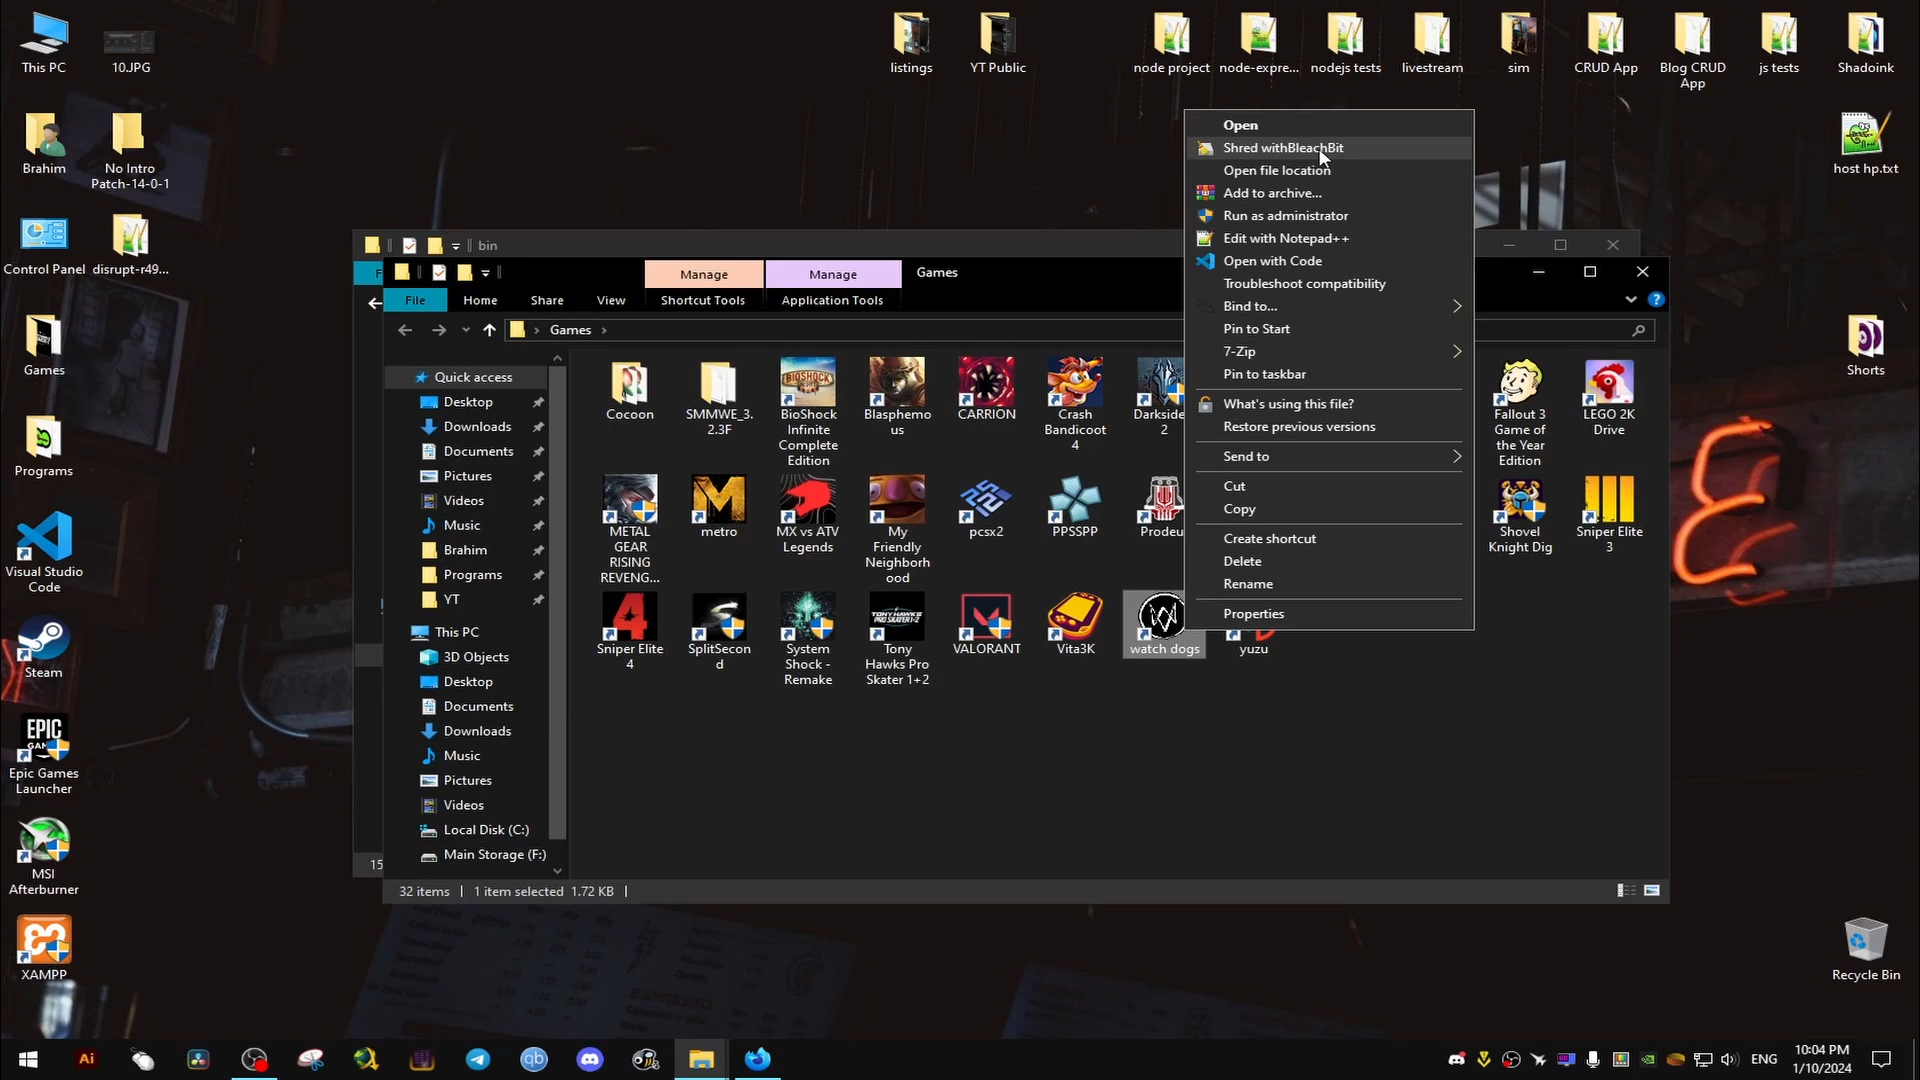 This PC
10.JPG
listings
YT Public
node project
node-expre...
nodejs tests
livestream
sim
CRUD App
Blog CRUD
App
js tests
Shadoink
Brahim
No Intro
Patch-14-0-1
host hp.txt
Control Panel
disrupt-r49...
Games
Programs
Visual Studio
Code
Steam
Epic Games
Launcher
MSI
Afterburner
XAMPP
Shorts
Recycle Bin
bin
Manage
Manage
Games
File
Home
Share
View
Shortcut Tools
Application Tools
Games
Quick access
Desktop
Downloads
Documents
Pictures
Videos
Music
Brahim
Programs
YT
This PC
3D Objects
Desktop
Documents
Downloads
Music
Pictures
Videos
Local Disk (C:)
Main Storage (F:)
Cocoon
SMMWE_3.
2.3F
BioShock
Infinite
Complete
Edition
Blasphemo
us
CARRION
Crash
Bandicoot
4
Darkside
2
Fallout 3
Game of
the Year
Edition
LEGO 2K
Drive
METAL
GEAR
RISING
REVENG...
metro
MX vs ATV
Legends
My
Friendly
Neighborh
ood
pcsx2
PPSSPP
Prodeu
Shovel
Knight Dig
Sniper Elite
3
Sniper Elite
4
SplitSecon
d
System
Shock -
Remake
Tony
Hawks Pro
Skater 1+2
VALORANT
Vita3K
watch dogs
yuzu
Open
Shred withBleachBit
Open file location
Add to archive...
Run as administrator
Edit with Notepad++
Open with Code
Troubleshoot compatibility
Bind to...
Pin to Start
7-Zip
Pin to taskbar
What's using this file?
Restore previous versions
Send to
Cut
Copy
Create shortcut
Delete
Rename
Properties
32 items
1 item selected 1.72 KB
15
ENG
10:04 PM
1/10/2024